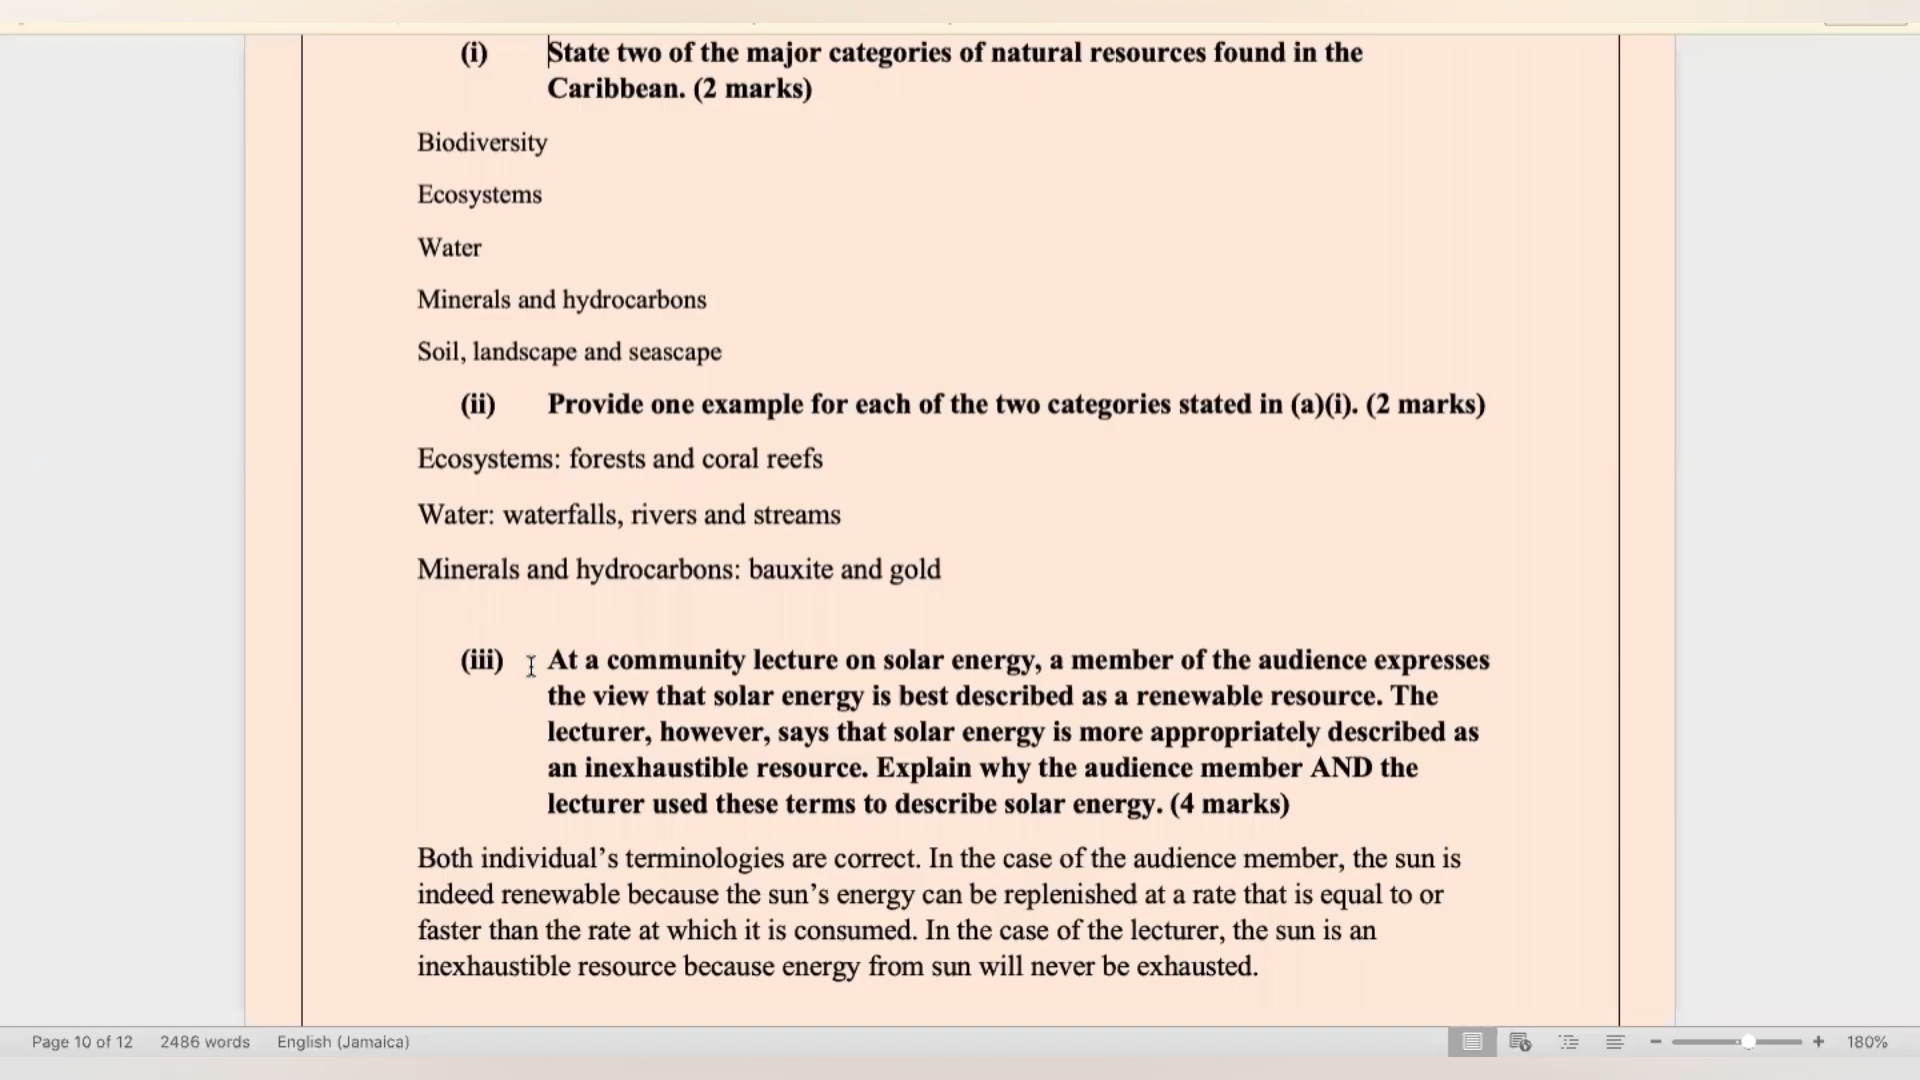 (i) State two of the major categories of natural resources found in the
Caribbean. (2 marks)
Biodiversity
Ecosystems
Water
Minerals and hydrocarbons
Soil, landscape and seascape
(ii) Provide one example for each of the two categories stated in (a)(i). (2 marks)
Ecosystems: forests and coral reefs
Water: waterfalls, rivers and streams
Minerals and hydrocarbons: bauxite and gold
(iii) At a community lecture on solar energy, a member of the audience expresses
the view that solar energy is best described as a renewable resource. The
lecturer, however, says that solar energy is more appropriately described as
an inexhaustible resource. Explain why the audience member AND the
lecturer used these terms to describe solar energy. (4 marks)
Both individual’s terminologies are correct. In the case of the audience member, the sun is
indeed renewable because the sun’s energy can be replenished at a rate that is equal to or
faster than the rate at which it is consumed. In the case of the lecturer, the sun is an
inexhaustible resource because energy from sun will never be exhausted.
Page 10 of 12 2486 words English (Jamaica) 180%